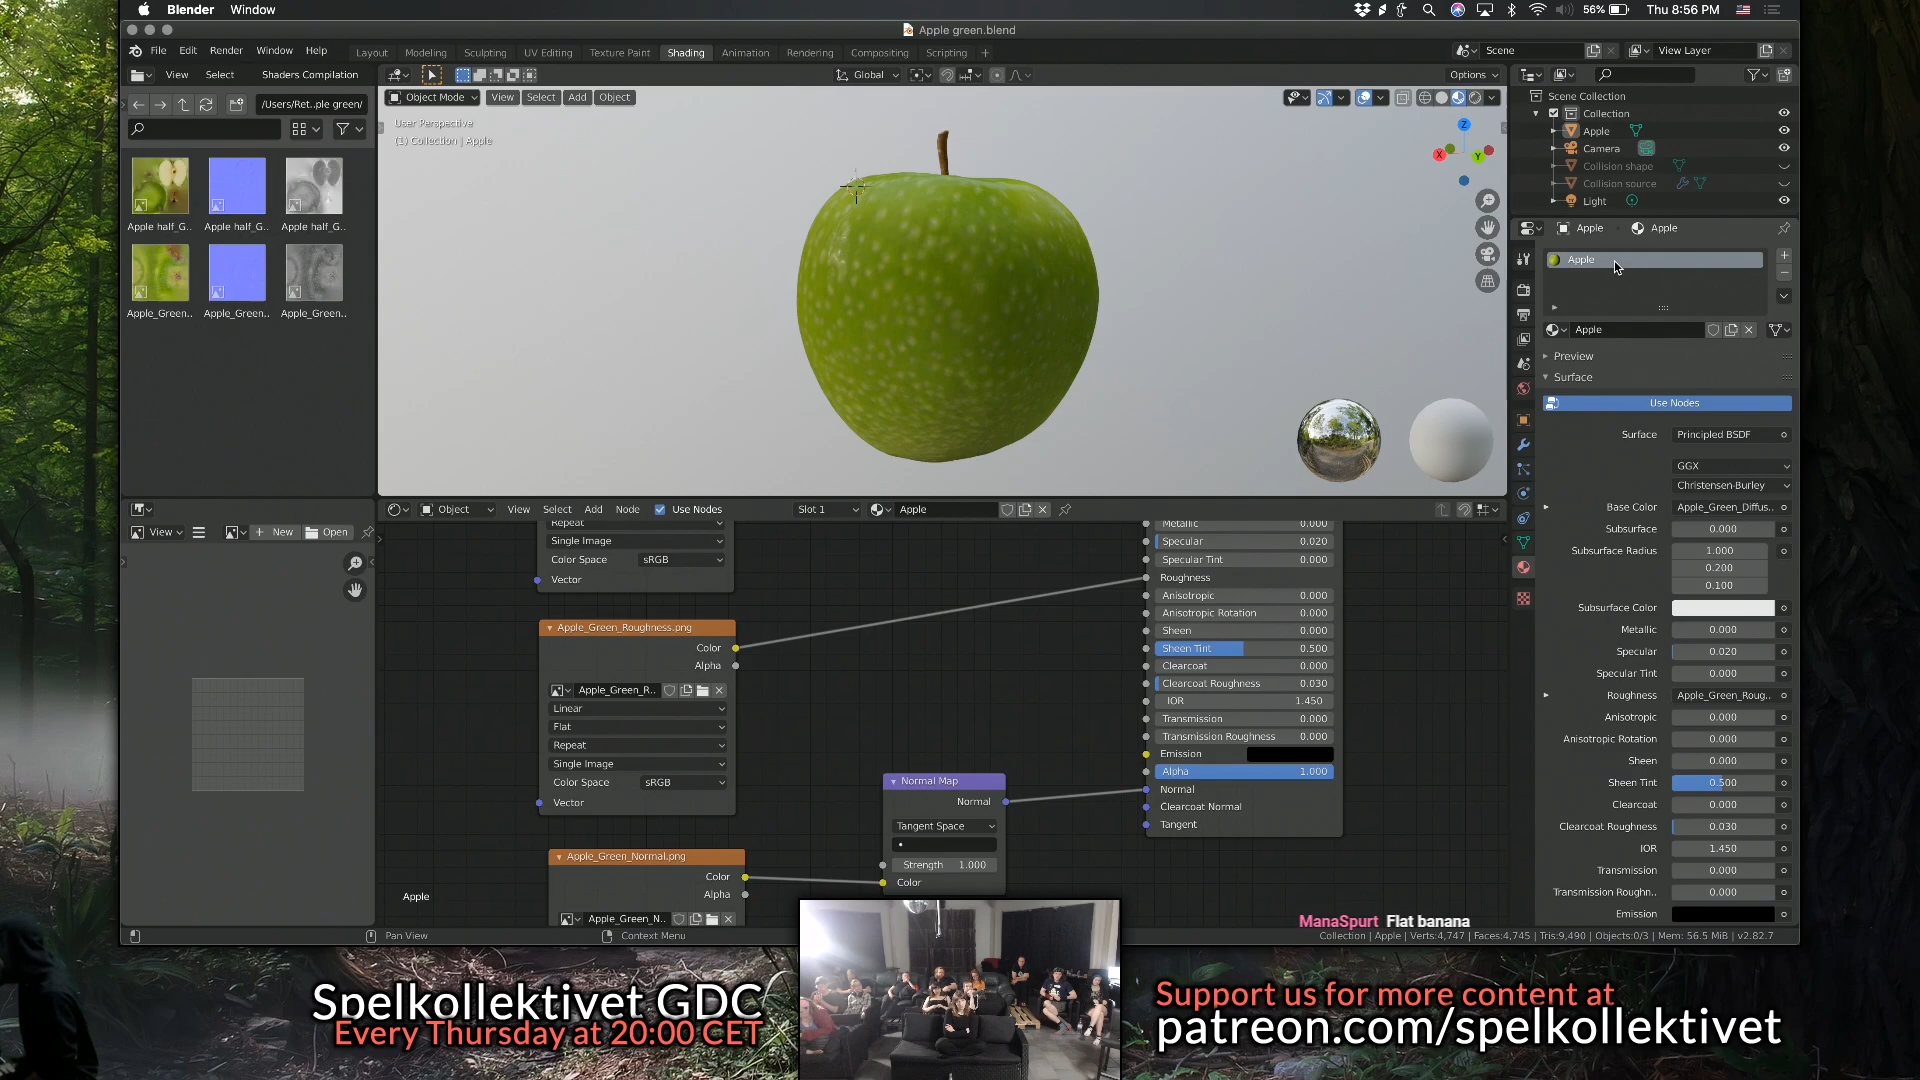 Blender
Window
56%
Thu 8:56 PM
Apple green.blend
File
Edit
Render
Window
Help
Layout
Modeling
Sculpting
UV Editing
Texture Paint
Shading
Animation
Rendering
Compositing
Scripting
+
Scene
View Layer
View
Select
Shaders Compilation
Global
Options
/Users/Ret..ple green/
Object Mode
View
Select
Add
Object
User Perspective
(1) Collection | Apple
Z
X
Y
Scene Collection
Collection
Apple
Camera
Collision shape
Collision source
Light
Apple half_G..
Apple half_G..
Apple half_G..
Apple_Green..
Apple_Green..
Apple_Green..
Apple
Apple
Apple
Apple
Preview
Surface
Use Nodes
Surface
Principled BSDF
GGX
Christensen-Burley
Base Color
Apple_Green_Diffus..
Subsurface
0.000
Subsurface Radius
1.000
0.200
0.100
Subsurface Color
Metallic
0.000
Specular
0.020
Specular Tint
0.000
Roughness
Apple_Green_Roug..
Anisotropic
0.000
Anisotropic Rotation
0.000
Sheen
0.000
Sheen Tint
0.500
Clearcoat
0.000
Clearcoat Roughness
0.030
IOR
1.450
Transmission
0.000
Transmission Roughn..
0.000
Emission
View
New
Open
Object
View
Select
Add
Node
Use Nodes
Slot 1
Apple
Repeat
Single Image
Color Space
sRGB
Vector
Apple_Green_Roughness.png
Color
Alpha
Apple_Green_R..
Linear
Flat
Repeat
Single Image
Color Space
sRGB
Vector
Apple_Green_Normal.png
Color
Alpha
Apple_Green_N..
Normal Map
Normal
Tangent Space
Strength 1.000
Color
Metallic 0.000
Specular 0.020
Specular Tint 0.000
Roughness
Anisotropic 0.000
Anisotropic Rotation 0.000
Sheen 0.000
Sheen Tint 0.500
Clearcoat 0.000
Clearcoat Roughness 0.030
IOR 1.450
Transmission 0.000
Transmission Roughness 0.000
Emission
Alpha 1.000
Normal
Clearcoat Normal
Tangent
Apple
ManaSpurt Flat banana
Pan View
Context Menu
Collection | Apple | Verts:4,747 | Faces:4,745 | Tris:9,490 | Objects:0/3 | Mem: 56.5 MiB | v2.82.7
Spelkollektivet GDC
Every Thursday at 20:00 CET
Support us for more content at
patreon.com/spelkollektivet